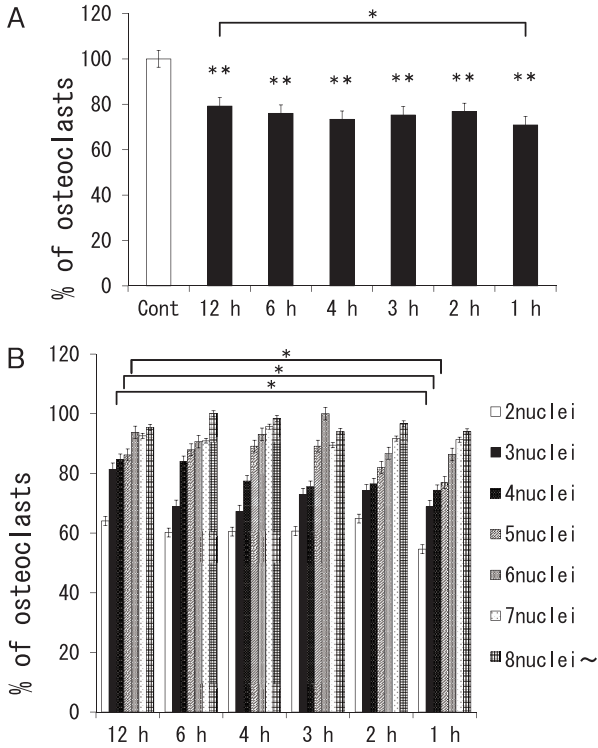 A
120
*
100
** ** ** ** ** **
80
60
40
20
0
% of osteoclasts
Cont 12 h 6 h 4 h 3 h 2 h 1 h
B
120
*
*
*
100
80
60
40
20
0
% of osteoclasts
12 h 6 h 4 h 3 h 2 h 1 h
2nuclei
3nuclei
4nuclei
5nuclei
6nuclei
7nuclei
8nuclei~